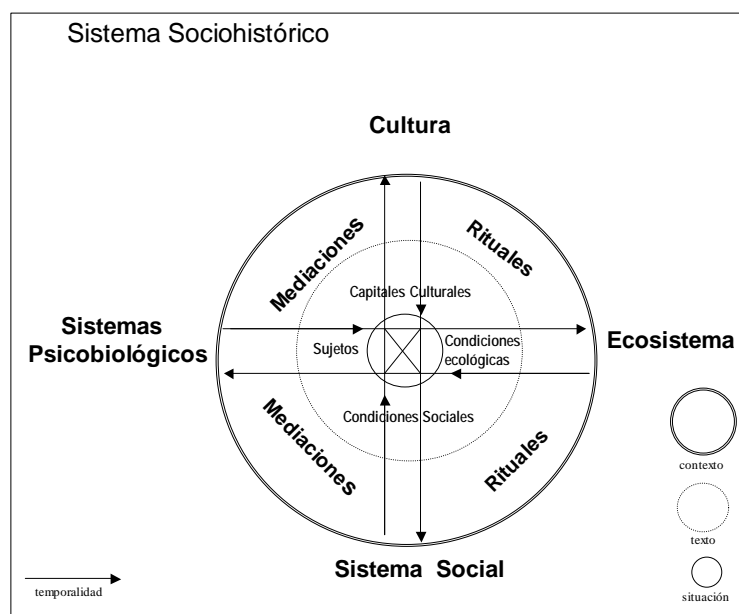 Sistema Sociohistórico
Cultura
Mediaciones
Rituales
Capitales Culturales
Sistemas
Psicobiológicos
Sujetos
Condiciones
ecológicas
Ecosistema
Condiciones Sociales
Mediaciones
Rituales
Sistema Social
contexto
texto
situación
temporalidad